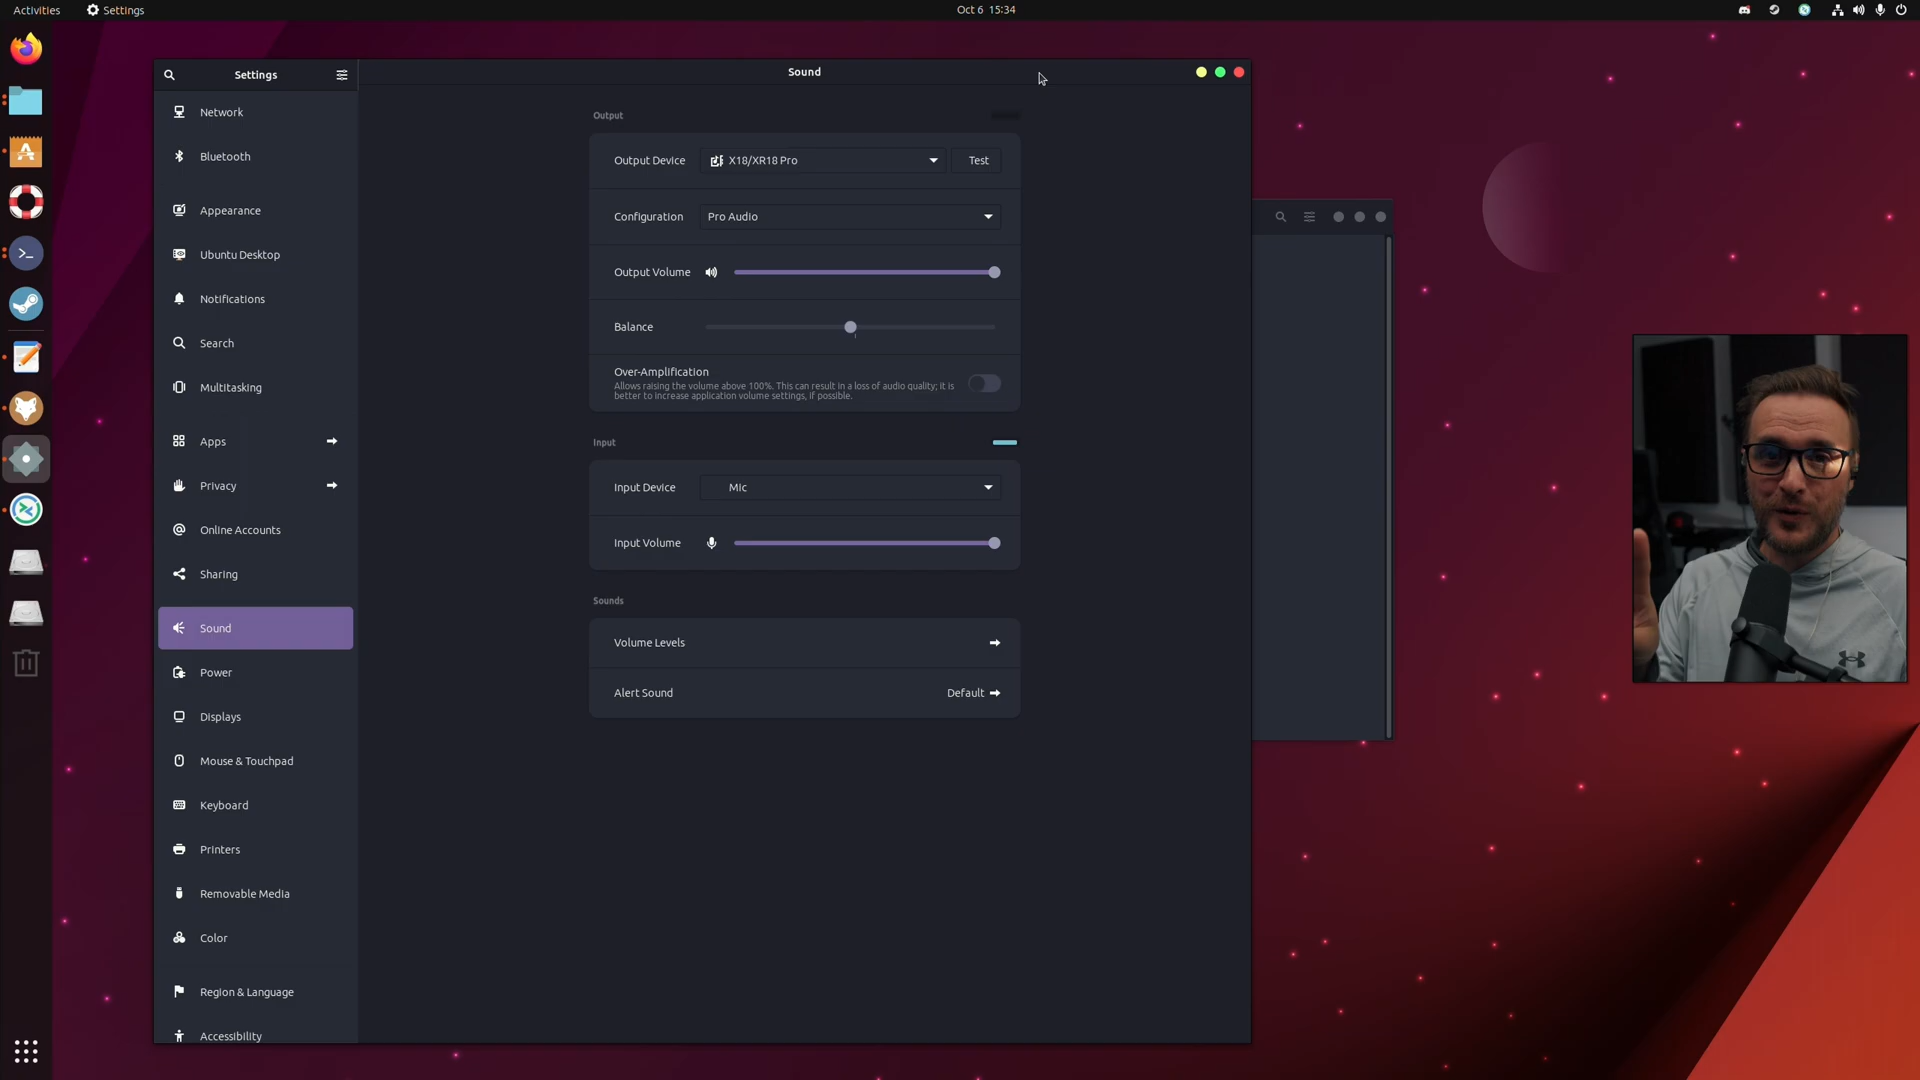 Activities
Settings
Oct 6 15:34
Settings
Sound
Network
Bluetooth
Appearance
Ubuntu Desktop
Notifications
Search
Multitasking
Apps
Privacy
Online Accounts
Sharing
Sound
Power
Displays
Mouse & Touchpad
Keyboard
Printers
Removable Media
Color
Region & Language
Accessibility
Output
Output Device X18/XR18 Pro Test
Configuration Pro Audio
Output Volume
Balance
Over-Amplification
Allows raising the volume above 100%. This can result in a loss of audio quality; it is
better to increase application volume settings, if possible.
Input
Input Device Mic
Input Volume
Sounds
Volume Levels
Alert Sound Default